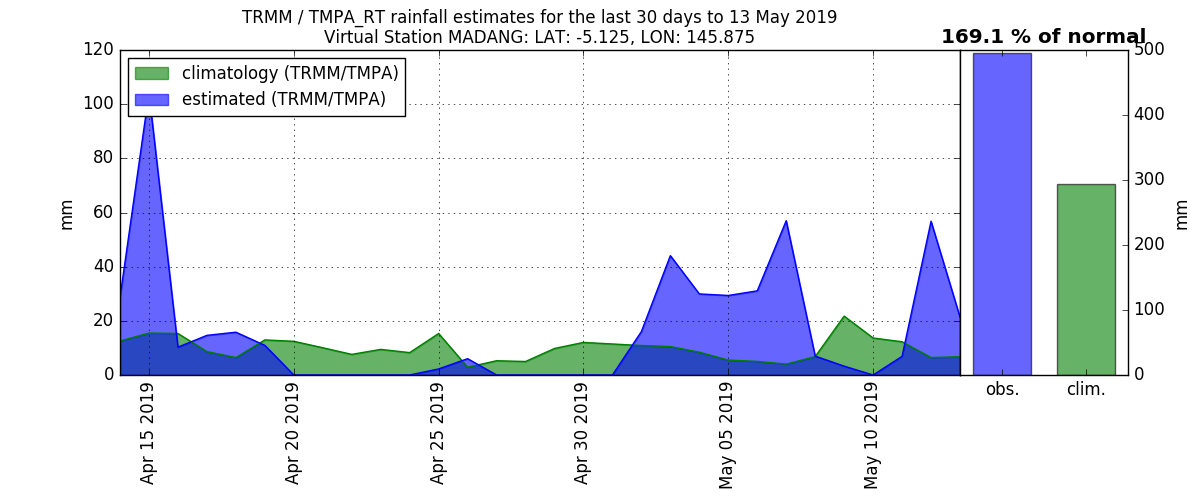 TRMM / TMPA_RT rainfall estimates for the last 30 days to 13 May 2019
Virtual Station MADANG: LAT: -5.125, LON: 145.875
169.1 % of normal
climatology (TRMM/TMPA)
estimated (TRMM/TMPA)
mm
120
100
80
60
40
20
0
Apr 15 2019
Apr 20 2019
Apr 25 2019
Apr 30 2019
May 05 2019
May 10 2019
500
400
300
200
100
0
mm
obs.
clim.